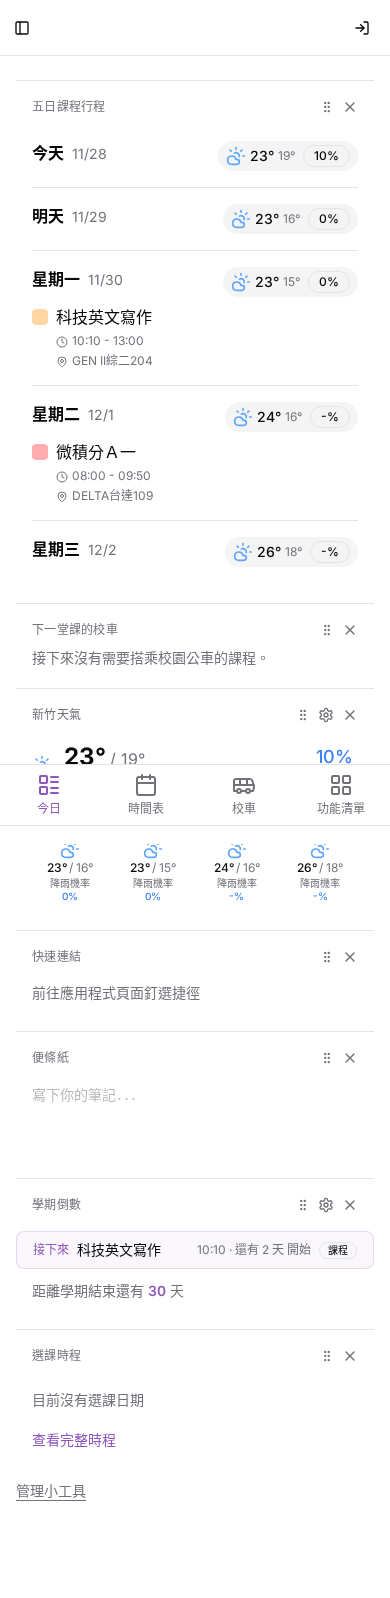 五日課程行程
今天 11/28 23° 19° 10%
明天 11/29 23° 16° 0%
星期一 11/30 23° 15° 0%
科技英文寫作
10:10 - 13:00
GEN II綜二204
星期二 12/1 24° 16° -%
微積分Ａ一
08:00 - 09:50
DELTA台達109
星期三 12/2 26° 18° -%
下一堂課的校車
接下來沒有需要搭乘校園公車的課程。
新竹天氣
23° / 19° 10%
今日 時間表 校車 功能清單
23° / 16° 23° / 15° 24° / 16° 26° / 18°
降雨機率 降雨機率 降雨機率 降雨機率
0% 0% -% -%
快速連結
前往應用程式頁面釘選捷徑
便條紙
寫下你的筆記...
學期倒數
接下來 科技英文寫作 10:10 · 還有 2 天 開始 課程
距離學期結束還有 30 天
選課時程
目前沒有選課日期
查看完整時程
管理小工具